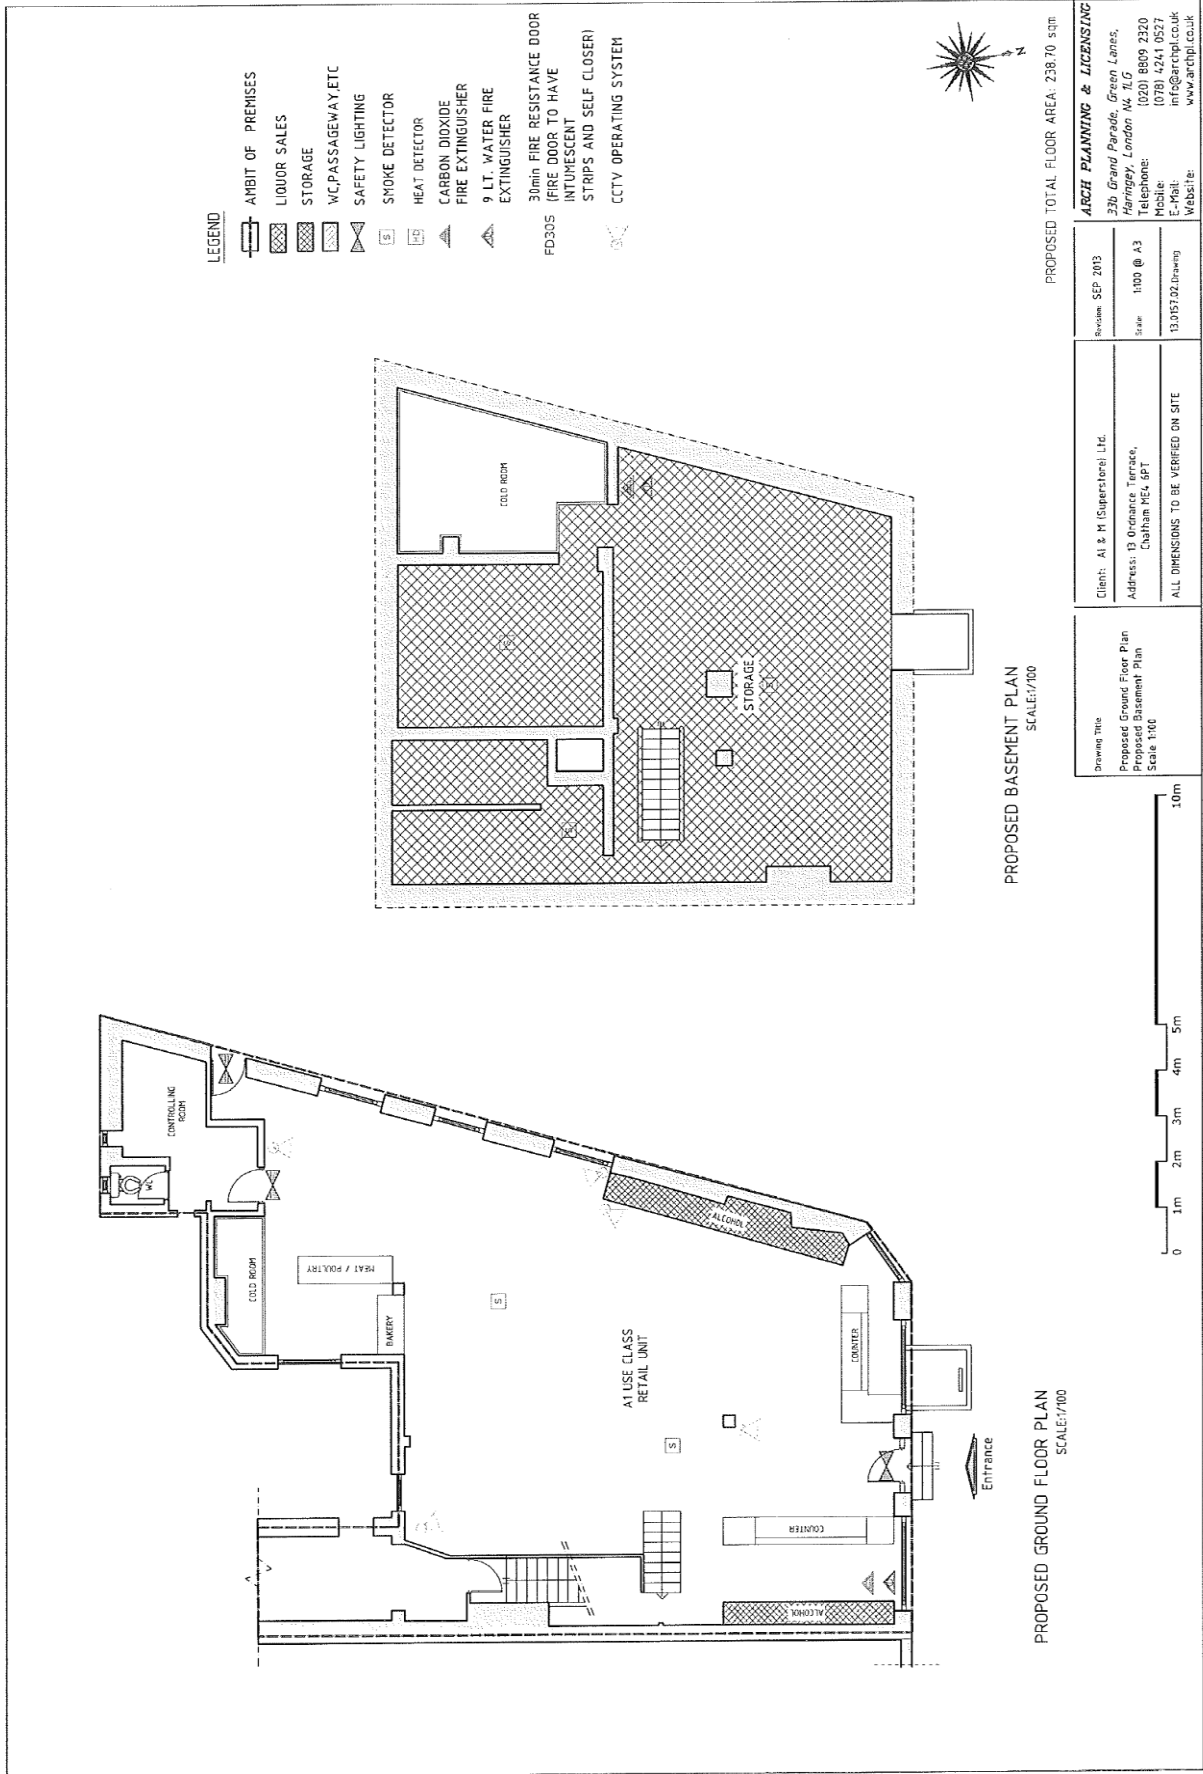 LEGEND
AMBIT OF PREMISES
LIQUOR SALES
STORAGE
WC,PASSAGEWAY,ETC
SAFETY LIGHTING
S
SMOKE DETECTOR
HD
HEAT DETECTOR
CARBON DIOXIDE
FIRE EXTINGUISHER
9 LT. WATER FIRE
EXTINGUISHER
FD30S
30min FIRE RESISTANCE DOOR
(FIRE DOOR TO HAVE
INTUMESCENT
STRIPS AND SELF CLOSER)
CCTV OPERATING SYSTEM
N
PROPOSED TOTAL FLOOR AREA: 238.70 sqm
CONTROLLING
ROOM
WC
COLD ROOM
MEAT / POULTRY
BAKERY
S
A1 USE CLASS
RETAIL UNIT
ALCOHOL
COUNTER
S
COUNTER
ALCOHOL
Entrance
PROPOSED GROUND FLOOR PLAN
SCALE:1/100
COLD ROOM
S
S
STORAGE
S
PROPOSED BASEMENT PLAN
SCALE:1/100
0
1m
2m
3m
4m
5m
10m
Drawing Title
Proposed Ground Floor Plan
Proposed Basement Plan
Scale 1:100
Client: Al & M (Superstore) Ltd.
Address: 13 Ordnance Terrace,
Chatham ME4 6PT
ALL DIMENSIONS TO BE VERIFIED ON SITE
Revision: SEP 2013
Scale: 1:100 @ A3
13.0157.02.Drawing
ARCH PLANNING & LICENSING
33b Grand Parade, Green Lanes,
Haringey, London N4 1LG
Telephone: (020) 8809 2320
Mobile: (078) 4241 0527
E-Mail: info@archpl.co.uk
Website: www.archpl.co.uk